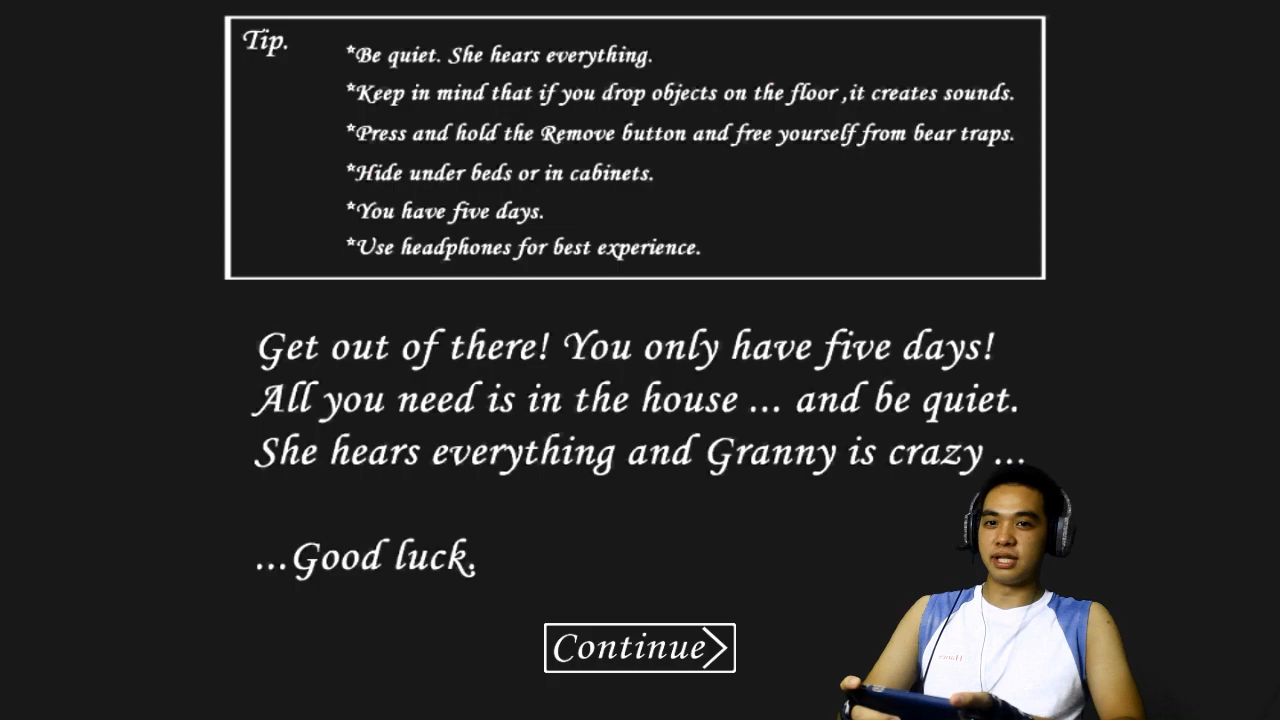 Tip.
*Be quiet. She hears everything.
*Keep in mind that if you drop objects on the floor ,it creates sounds.
*Press and hold the Remove button and free yourself from bear traps.
*Hide under beds or in cabinets.
*You have five days.
*Use headphones for best experience.
Get out of there! You only have five days!
All you need is in the house ... and be quiet.
She hears everything and Granny is crazy ...
...Good luck.
Continue>